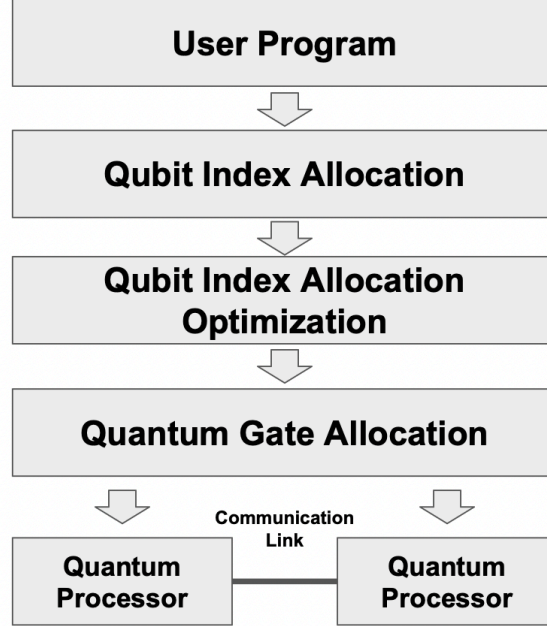 User Program
Qubit Index Allocation
Qubit Index Allocation
Optimization
Quantum Gate Allocation
Communication
Link
Quantum
Processor
Quantum
Processor